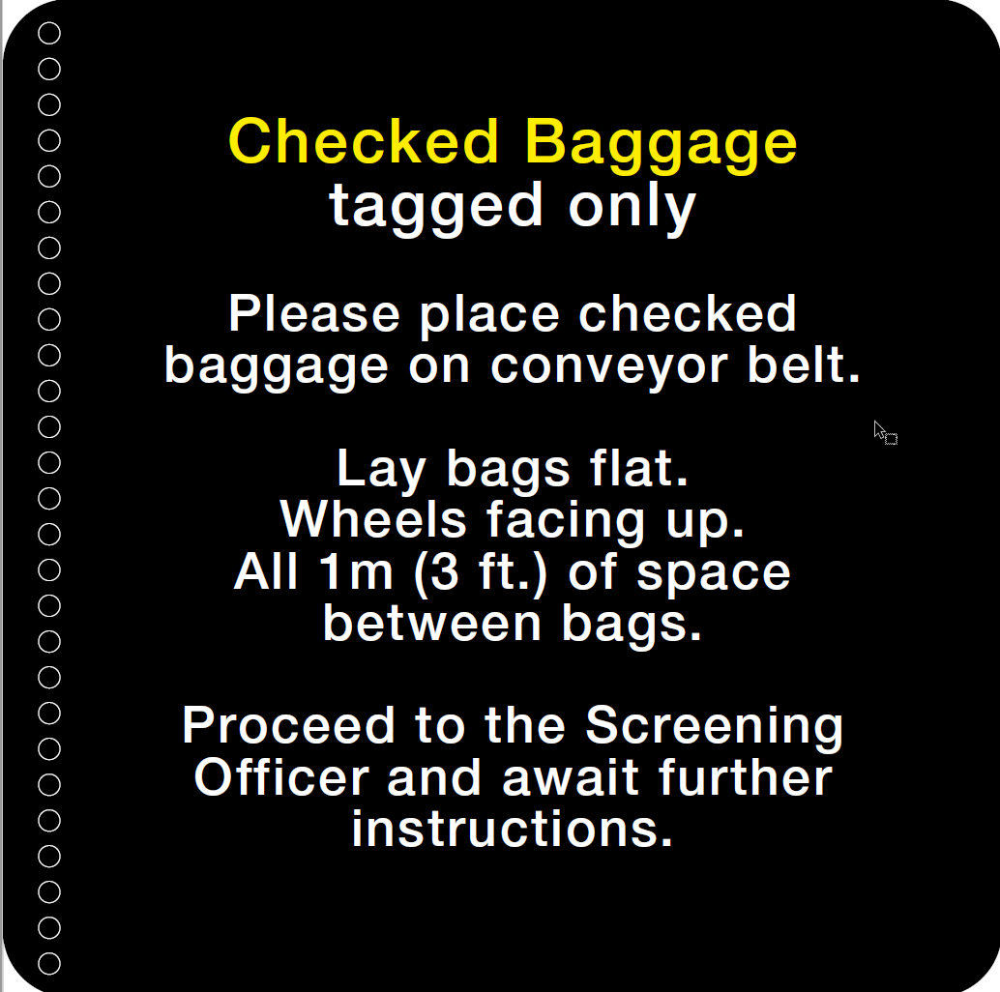 Checked Baggage
tagged only
Please place checked
baggage on conveyor belt.
Lay bags flat.
Wheels facing up.
All 1m (3 ft.) of space
between bags.
Proceed to the Screening
Officer and await further
instructions.